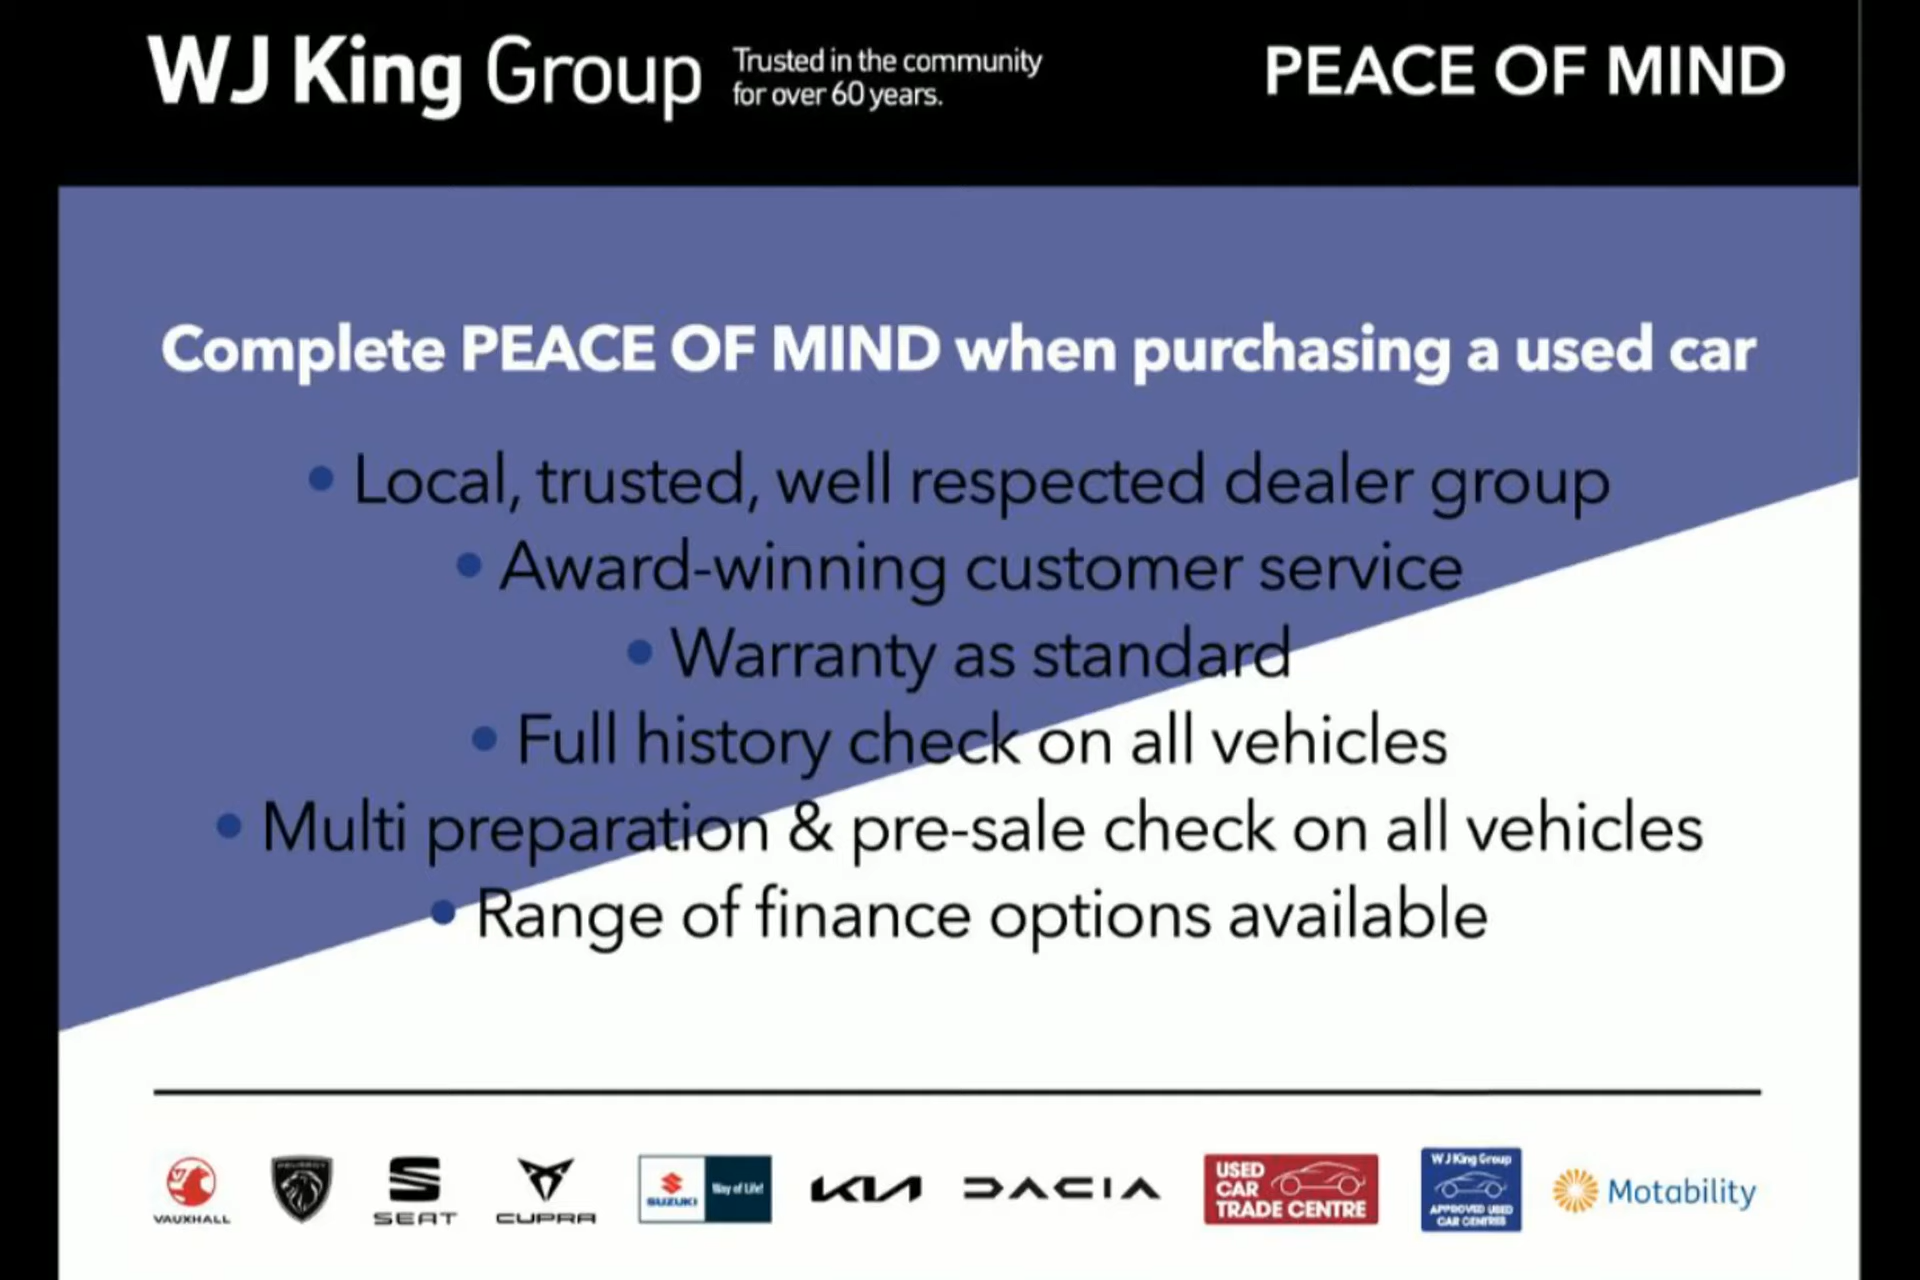 WJ King Group
Trusted in the community
for over 60 years.
PEACE OF MIND
Complete PEACE OF MIND when purchasing a used car
• Local, trusted, well respected dealer group
• Award-winning customer service
• Warranty as standard
• Full history check on all vehicles
• Multi preparation & pre-sale check on all vehicles
• Range of finance options available
VAUXHALL
PEUGEOT
SEAT
CUPRA
SUZUKI
Way of Life!
KIA
DACIA
USED
CAR
TRADE CENTRE
WJ King Group
APPROVED USED
CAR CENTRES
Motability